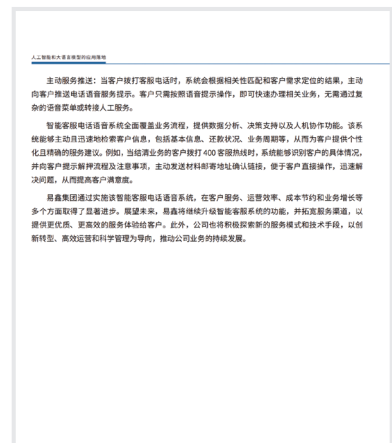 人工智能和大语言模型的应用落地
主动服务推送：当客户拨打客服电话时，系统会根据相关性匹配和客户需求定位的结果，主动
向客户推送电话语音服务提示。客户只需按照语音提示操作，即可快速办理相关业务，无需通过复
杂的语音菜单或转接人工服务。
智能客服电话语音系统全面覆盖业务流程，提供数据分析、决策支持以及人机协作功能。该系
统能够主动且迅速地检索客户信息，包括基本信息、还款状况、业务周期等，从而为客户提供个性
化且精确的服务建议。例如，当结清业务的客户拨打 400 客服热线时，系统能够识别客户的具体情况，
并向客户提示解押流程及注意事项，主动发送材料邮寄地址确认链接，便于客户直接操作，迅速解
决问题，从而提高客户满意度。
易鑫集团通过实施该智能客服电话语音系统，在客户服务、运营效率、成本节约和业务增长等
多个方面取得了显著进步。展望未来，易鑫将继续升级智能客服系统的功能，并拓宽服务渠道，以
提供更优质、更高效的服务体验给客户。此外，公司也将积极探索新的服务模式和技术手段，以创
新转型、高效运营和科学管理为导向，推动公司业务的持续发展。